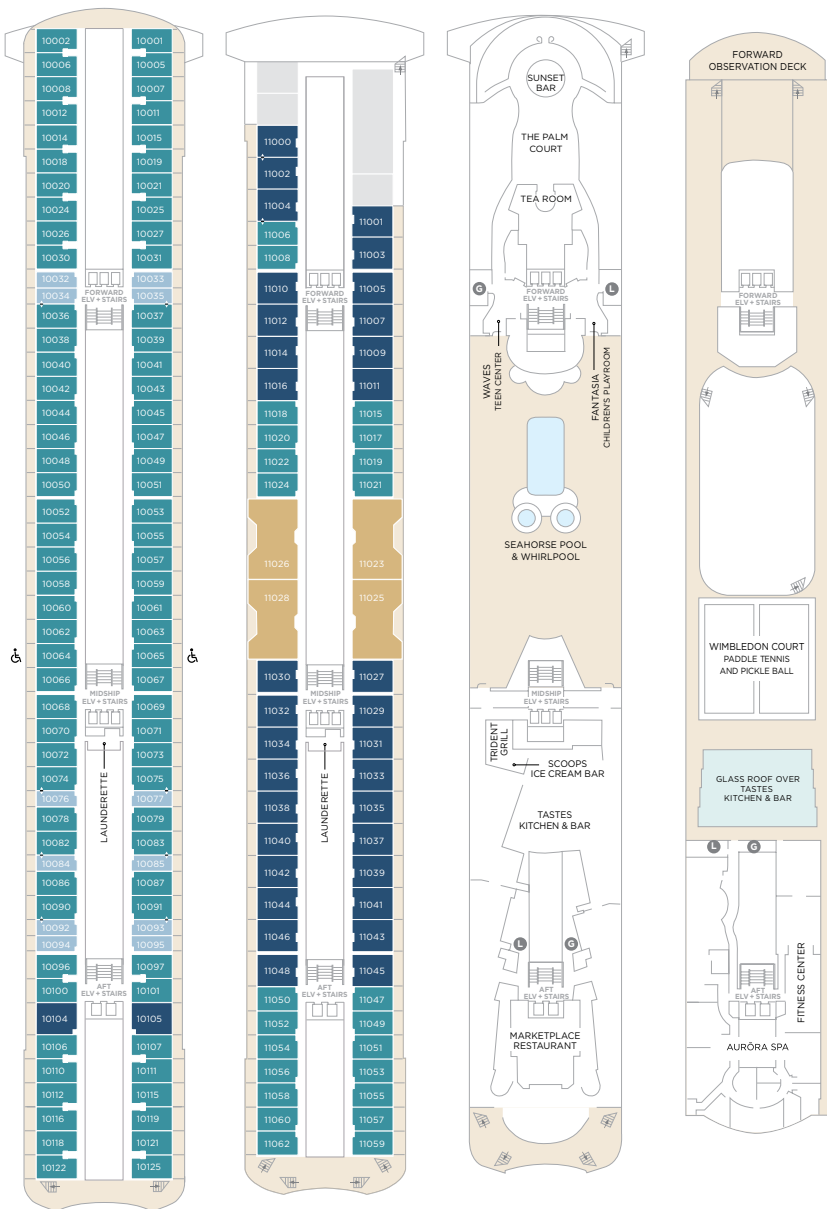 10002
10001
10006
10005
10008
10007
10012
10011
10014
10015
10018
10019
10020
10021
10024
10025
10026
10027
10030
10031
10032
10033
10034
10035
FORWARD
ELV + STAIRS
10036
10037
10038
10039
10040
10041
10042
10043
10044
10045
10046
10047
10048
10049
10050
10051
10052
10053
10054
10055
10056
10057
10058
10059
10060
10061
10062
10063
10064
10065
10066
10067
MIDSHIP
ELV + STAIRS
10068
10069
10070
10071
10072
10073
10074
10075
10076
10077
LAUNDERETTE
10078
10079
10082
10083
10084
10085
10086
10087
10090
10091
10092
10093
10094
10095
10096
10097
AFT
ELV + STAIRS
10100
10101
10104
10105
10106
10107
10110
10111
10112
10115
10116
10119
10118
10121
10122
10125
11000
11002
11004
11001
11006
11003
11008
11010
11005
FORWARD
ELV + STAIRS
11012
11007
11014
11009
11016
11011
11018
11015
11020
11017
11022
11019
11024
11021
11026
11023
11028
11025
11030
11027
MIDSHIP
ELV + STAIRS
11032
11029
11034
11031
11036
11033
LAUNDERETTE
11038
11035
11040
11037
11042
11039
11044
11041
11046
11043
11048
11045
AFT
ELV + STAIRS
11050
11047
11052
11049
11054
11051
11056
11053
11058
11055
11060
11057
11062
11059
SUNSET
BAR
THE PALM
COURT
TEA ROOM
FORWARD
ELV + STAIRS
G
L
WAVES
TEEN CENTER
FANTASIA
CHILDREN'S PLAYROOM
SEAHORSE POOL
& WHIRLPOOL
MIDSHIP
ELV + STAIRS
TRIDENT
GRILL
SCOOPS
ICE CREAM BAR
TASTES
KITCHEN & BAR
L
G
AFT
ELV + STAIRS
MARKETPLACE
RESTAURANT
FORWARD
OBSERVATION DECK
FORWARD
ELV + STAIRS
WIMBLEDON COURT
PADDLE TENNIS
AND PICKLE BALL
GLASS ROOF OVER
TASTES
KITCHEN & BAR
L
G
FITNESS CENTER
AFT
ELV + STAIRS
AURŌRA SPA